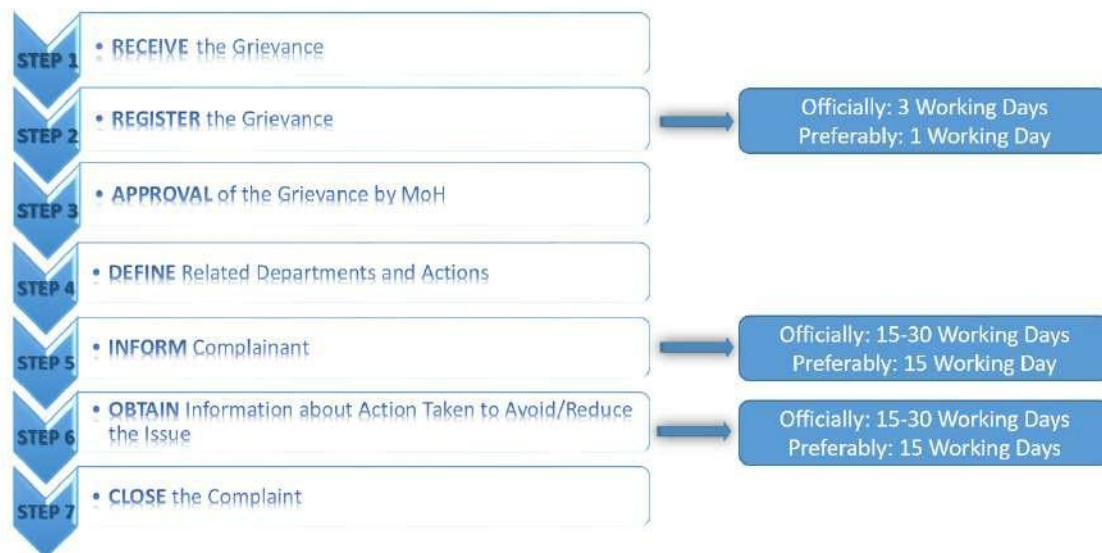 STEP 1
• RECEIVE the Grievance
STEP 2
• REGISTER the Grievance
Officially: 3 Working Days
Preferably: 1 Working Day
STEP 3
• APPROVAL of the Grievance by MoH
STEP 4
• DEFINE Related Departments and Actions
STEP 5
• INFORM Complainant
Officially: 15-30 Working Days
Preferably: 15 Working Day
STEP 6
• OBTAIN Information about Action Taken to Avoid/Reduce
the Issue
Officially: 15-30 Working Days
Preferably: 15 Working Days
STEP 7
• CLOSE the Complaint